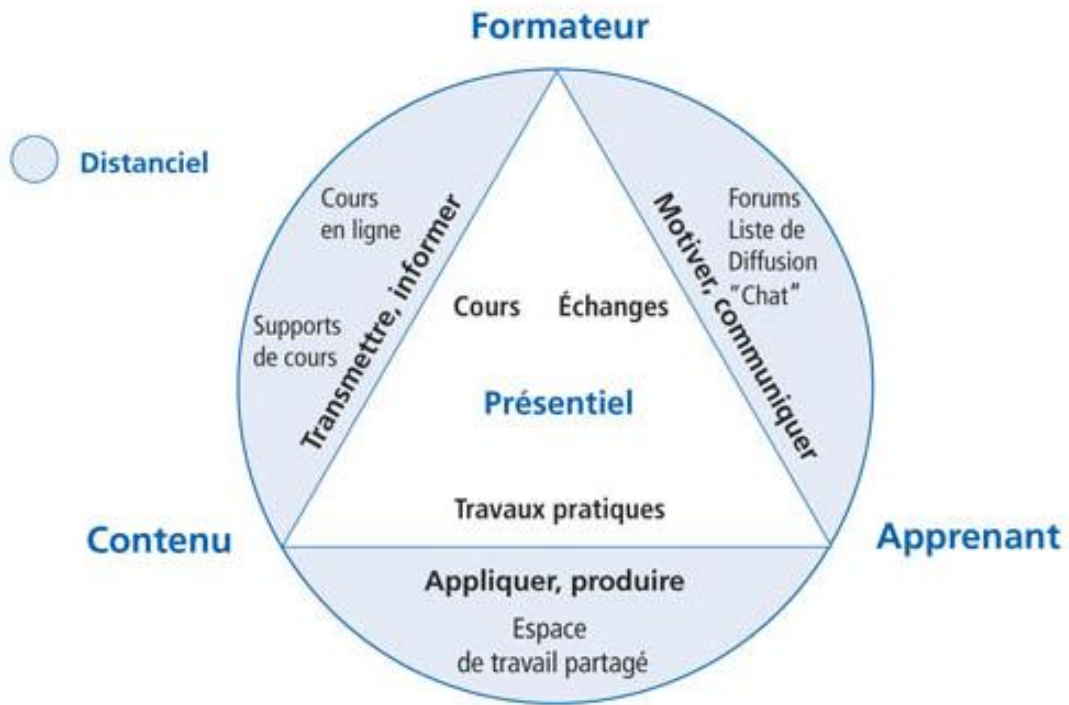 Formateur
Distanciel
Cours
en ligne
Supports
de cours
Transmettre, informer
Forums
Liste de
Diffusion
"Chat"
Motiver, communiquer
Cours Échanges
Présentiel
Travaux pratiques
Contenu
Apprenant
Appliquer, produire
Espace
de travail partagé